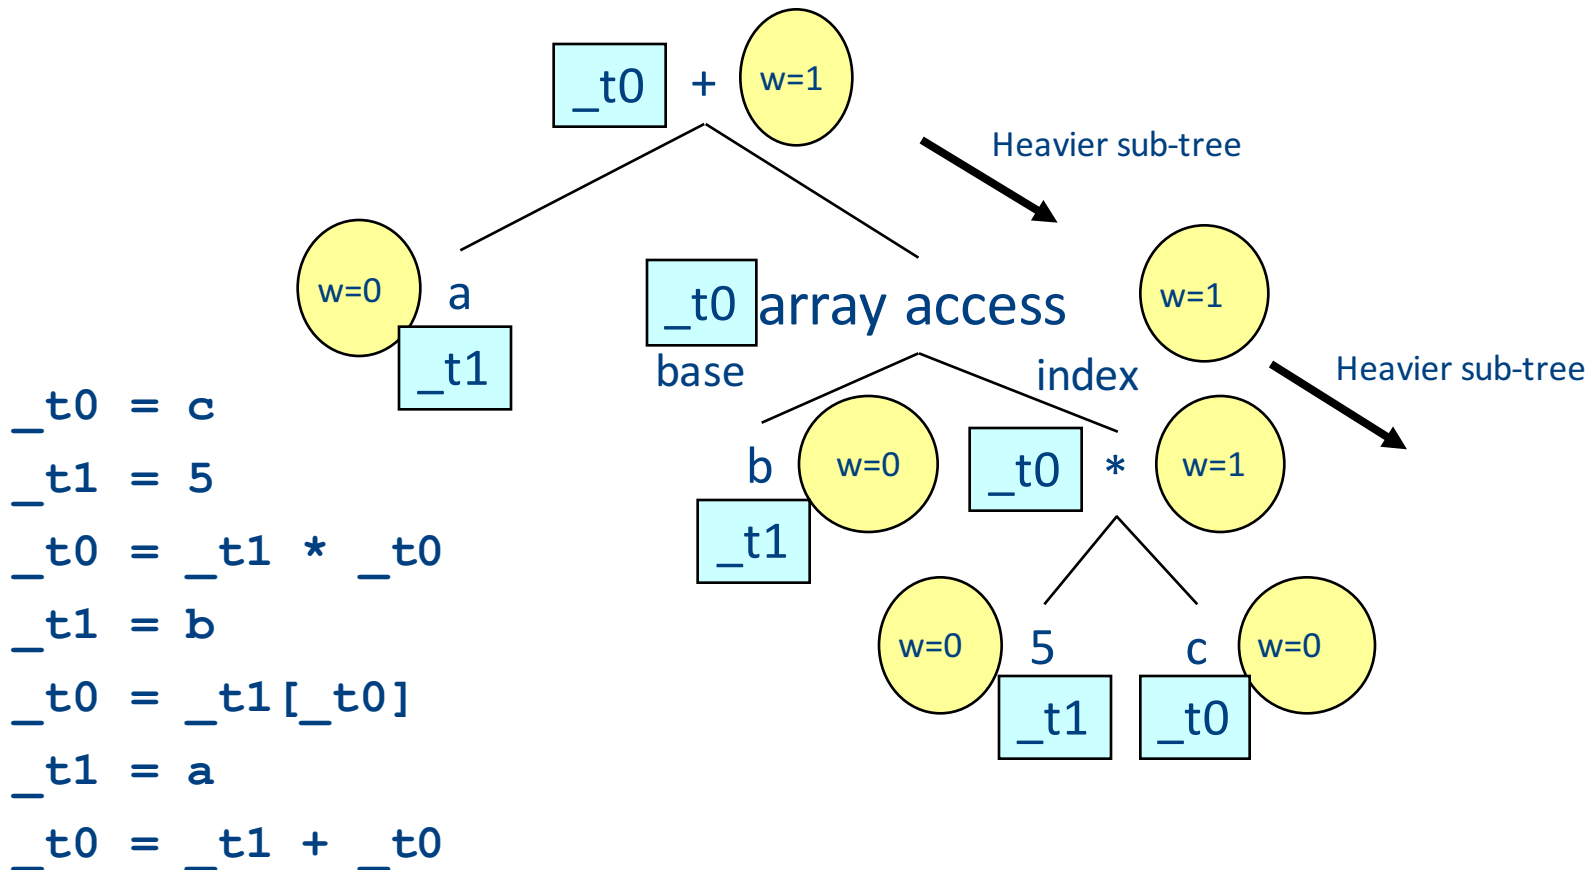 _t0 + w=1
Heavier sub-tree
w=0 a
_t1
_t0 array access
w=1
base
index
Heavier sub-tree
b w=0
_t1
_t0 * w=1
w=0 5
_t1
c w=0
_t0
_t0 = c
_t1 = 5
_t0 = _t1 * _t0
_t1 = b
_t0 = _t1[_t0]
_t1 = a
_t0 = _t1 + _t0